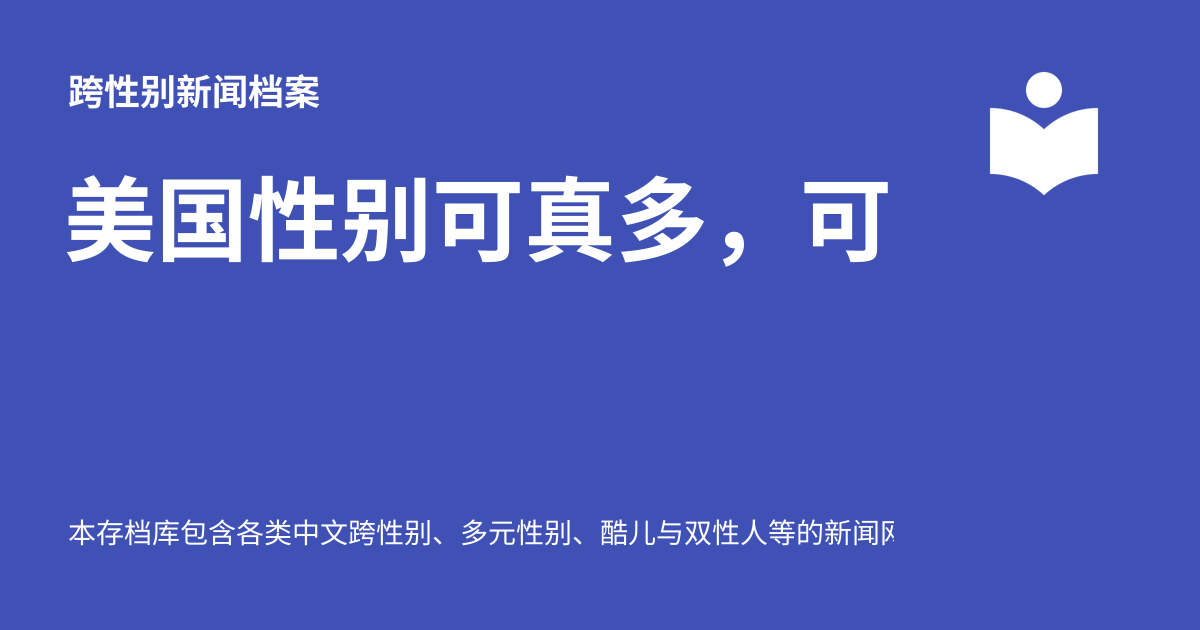 跨性别新闻档案
美国性别可真多，可
本存档库包含各类中文跨性别、多元性别、酷儿与双性人等的新闻